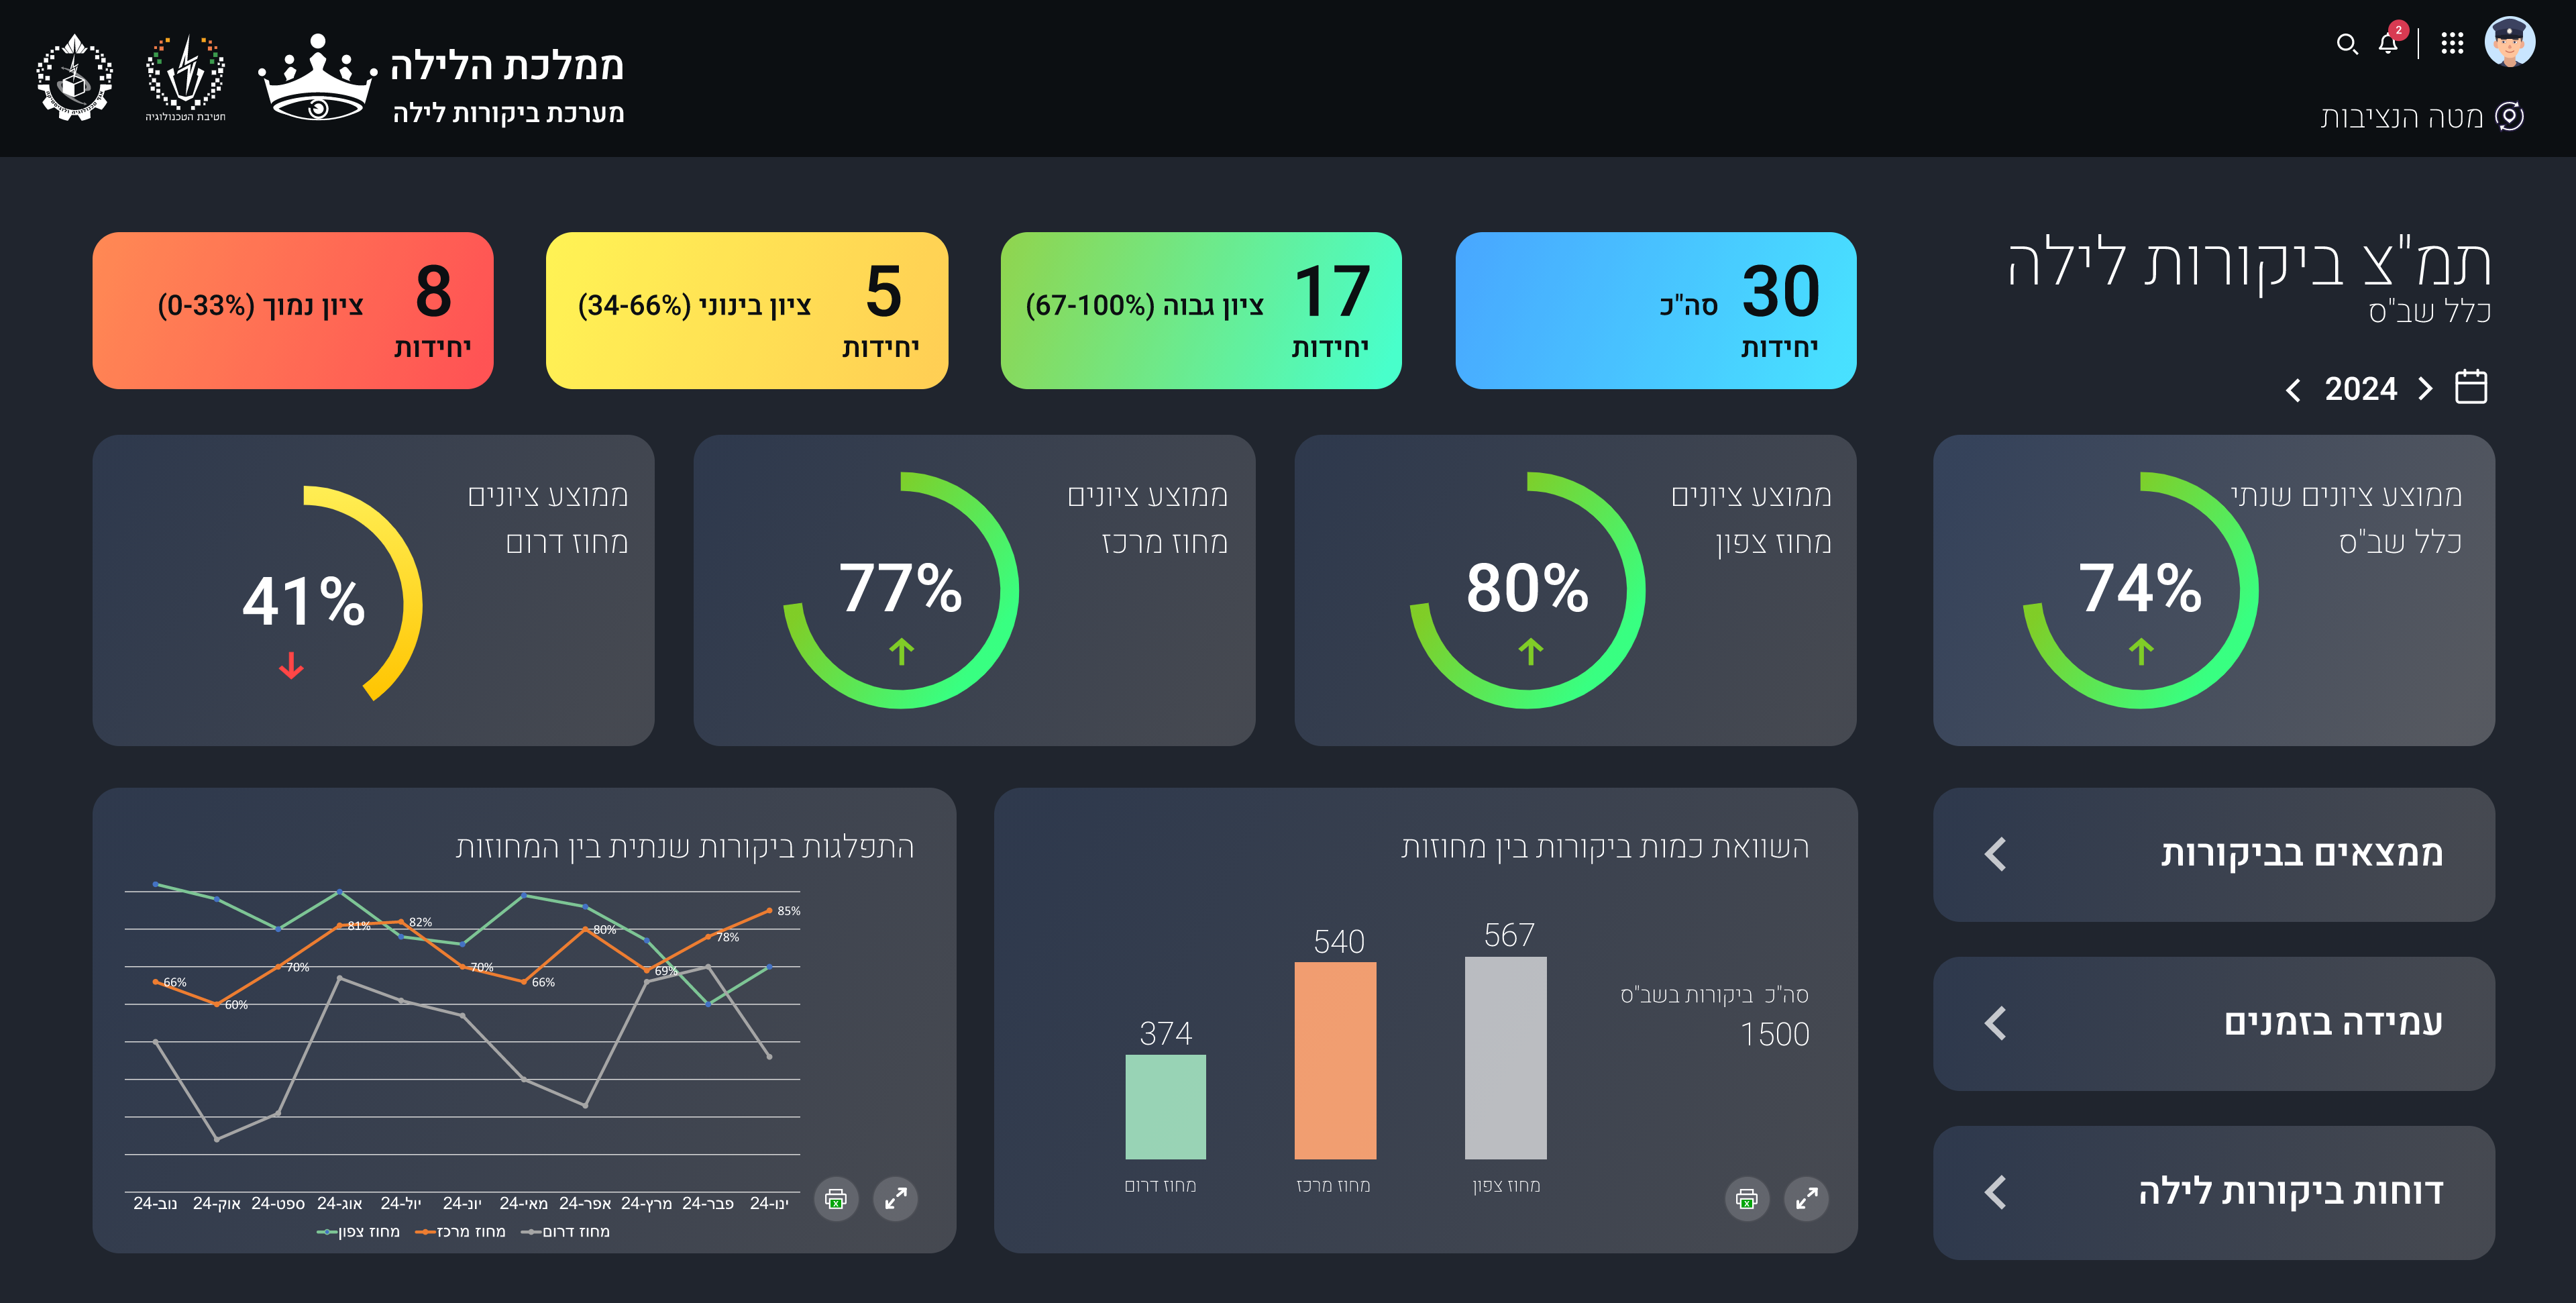 2
מטה הנציבות
ממלכת הלילה
מערכת ביקורות לילה
חטיבת הטכנולוגיה
תמ"צ ביקורות לילה
כלל שב"ס
2024
30 סה"כ
יחידות
17 ציון גבוה (67-100%)
יחידות
5 ציון בינוני (34-66%)
יחידות
8 ציון נמוך (0-33%)
יחידות
ממוצע ציונים שנתי
כלל שב"ס
74%
ממוצע ציונים
מחוז צפון
80%
ממוצע ציונים
מחוז מרכז
77%
ממוצע ציונים
מחוז דרום
41%
ממצאים בביקורות
עמידה בזמנים
דוחות ביקורות לילה
השוואת כמות ביקורות בין מחוזות
סה"כ ביקורות בשב"ס
1500
567
540
374
מחוז צפון
מחוז מרכז
מחוז דרום
התפלגות ביקורות שנתית בין המחוזות
85%
78%
69%
80%
66%
70%
82%
81%
70%
60%
66%
ינו-24
פבר-24
מרץ-24
אפר-24
מאי-24
יונ-24
יול-24
אוג-24
ספט-24
אוק-24
נוב-24
מחוז דרום
מחוז מרכז
מחוז צפון